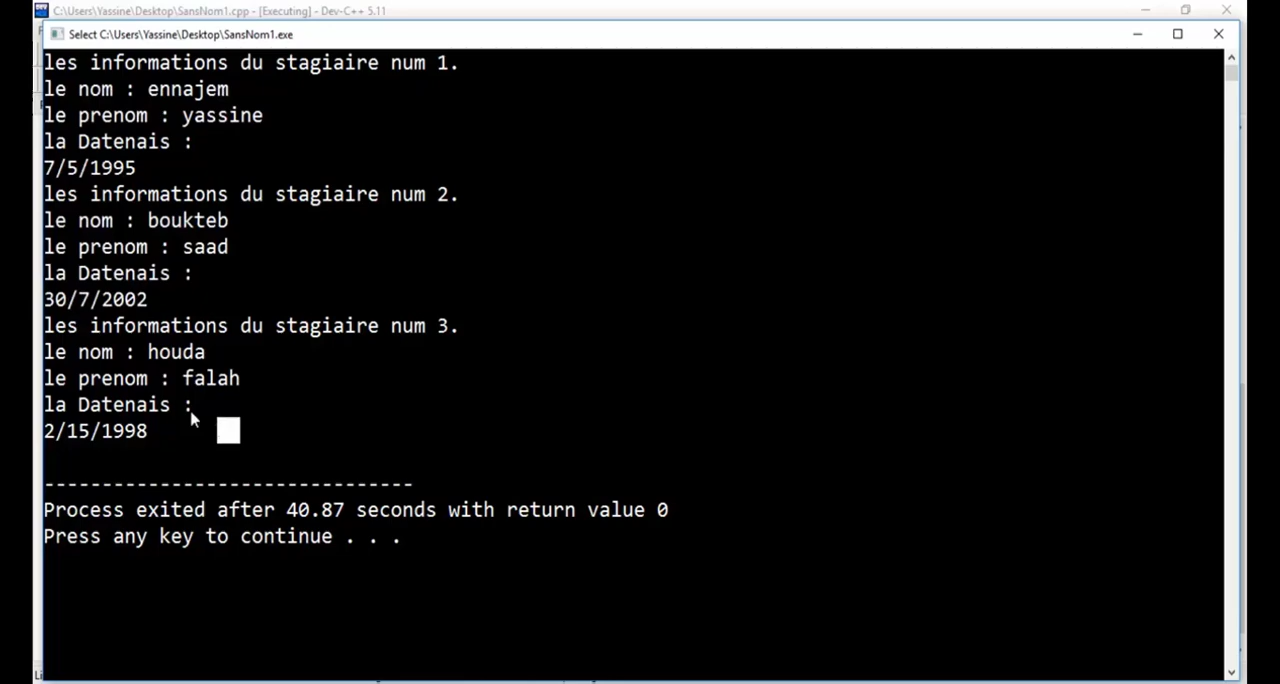 C:\Users\Yassine\Desktop\SansNom1.cpp - [Executing] - Dev-C++ 5.11
Select C:\Users\Yassine\Desktop\SansNom1.exe
les informations du stagiaire num 1.
le nom : ennajem
le prenom : yassine
la Datenais :
7/5/1995
les informations du stagiaire num 2.
le nom : boukteb
le prenom : saad
la Datenais :
30/7/2002
les informations du stagiaire num 3.
le nom : houda
le prenom : falah
la Datenais :
2/15/1998
--------------------------------
Process exited after 40.87 seconds with return value 0
Press any key to continue . . .